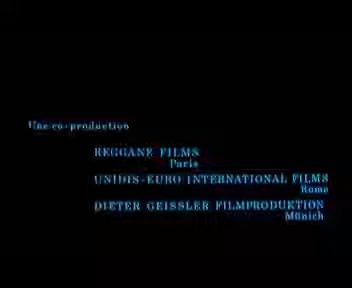 Une co-production
REGGANE FILMS
Paris
UNIDIS-EURO INTERNATIONAL FILMS
Rome
DIETER GEISSLER FILMPRODUKTION
Münich